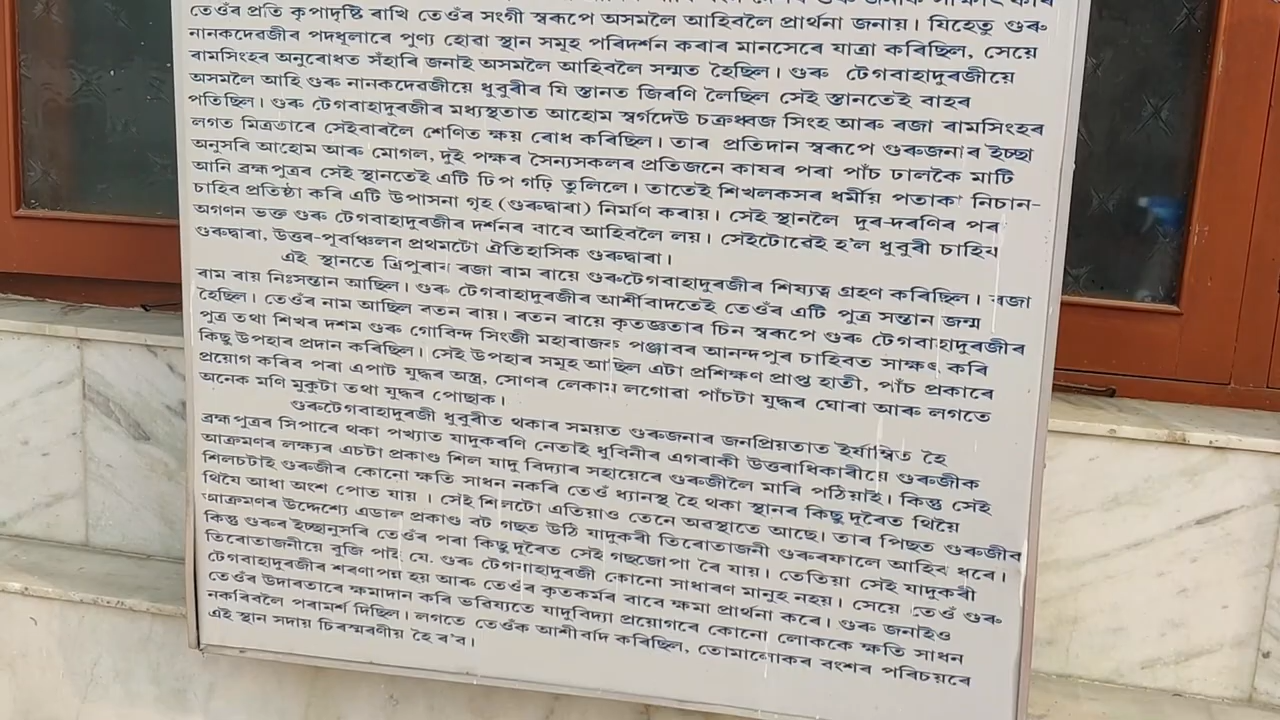 তেওঁৰ প্ৰতি কৃপাদৃষ্টি ৰাখি তেওঁৰ সংগী স্বৰূপে অসমলৈ আহিবলৈ প্ৰাৰ্থনা জনায়। যিহেতু গুৰু
নানকদেৱজীৰ পদধূলাৰে পূণ্য হোৱা স্থান সমূহ পৰিদৰ্শন কৰাৰ মানসেৰে যাত্ৰা কৰিছিল, সেয়ে
ৰামসিংহৰ অনুৰোধত সঁহাৰি জনাই অসমলৈ আহিবলৈ সন্মত হৈছিল। গুৰু টেগবাহাদুৰজীয়ে
অসমলৈ আহি গুৰু নানকদেৱজীয়ে ধুবুৰীৰ যি স্তানত জিৰণি লৈছিল সেই স্তানতেই বাহৰ
পতিছিল। গুৰু টেগবাহাদুৰজীৰ মধ্যস্থতাত আহোম স্বৰ্গদেউ চক্ৰধ্বজ সিংহ আৰু ৰজা ৰামসিংহৰ
লগত মিত্ৰতাৰে সেইবাৰলৈ শোণিত ক্ষয় ৰোধ কৰিছিল। তাৰ প্ৰতিদান স্বৰূপে গুৰুজনাৰ ইচ্ছা
অনুসৰি আহোম আৰু মোগল, দুই পক্ষৰ সৈন্যসকলৰ প্ৰতিজনে কাষৰ পৰা পাঁচ ঢালকৈ মাটি
আনি ব্ৰহ্মপূত্ৰৰ সেই স্থানতেই এটি ঢিপ গঢ়ি তুলিলে। তাতেই শিখলকসৰ ধৰ্মীয় পতাকা নিচান-
চাহিব প্ৰতিষ্ঠা কৰি এটি উপাসনা গৃহ (গুৰুদ্বাৰা) নিৰ্মাণ কৰায়। সেই স্থানলৈ দুৰ-দৰণিৰ পৰ
অগণন ভক্ত গুৰু টেগবাহাদুৰজীৰ দৰ্শনৰ বাবে আহিবলৈ লয়। সেইটোৱেই হ'ল ধুবুৰী চাহিব
গুৰুদ্বাৰা, উত্তৰ-পূৰ্বাঞ্চলৰ প্ৰথমটো ঐতিহাসিক গুৰুদ্বাৰা।
এই স্থানতে ত্ৰিপুৰাৰ ৰজা ৰাম ৰায়ে গুৰুটেগবাহাদুৰজীৰ শিষ্যত্ব গ্ৰহণ কৰিছিল। ৰজা
ৰাম ৰায় নিঃসন্তান আছিল। গুৰু টেগবাহাদুৰজীৰ আশীৰ্বাদতেই তেওঁৰ এটি পূত্ৰ সন্তান জন্ম
হৈছিল। তেওঁৰ নাম আছিল ৰতন ৰায়। ৰতন ৰায়ে কৃতজ্ঞতাৰ চিন স্বৰূপে গুৰু টেগবাহাদুৰজীৰ
পূত্ৰ তথা শিখৰ দশম গুৰু গোবিন্দ সিংজী মহাৰাজক পঞ্জাবৰ আনন্দপুৰ চাহিবত সাক্ষাৎ কৰি
কিছু উপহাৰ প্ৰদান কৰিছিল। সেই উপহাৰ সমূহ আছিল এটা প্ৰশিক্ষণ প্ৰাপ্ত হাতী, পাঁচ প্ৰকাৰে
প্ৰয়োগ কৰিব পৰা এপাট যুদ্ধৰ অস্ত্ৰ, সোণৰ লেকাম লগোৱা পাঁচটা যুদ্ধৰ ঘোৰা আৰু লগতে
অনেক মণি মুকুটা তথা যুদ্ধৰ পোছাক।
গুৰুটেগবাহাদুৰজী ধুবুৰীত থকাৰ সময়ত গুৰুজনাৰ জনপ্ৰিয়তাত ইৰ্ষান্বিত হৈ
ব্ৰহ্মপূত্ৰৰ সিপাৰে থকা পখ্যাত যাদুকৰণি নেতাই ধুবিনীৰ এগৰাকী উত্তৰাধিকাৰীয়ে গুৰুজীক
আক্ৰমণৰ লক্ষ্যৰ এচটা প্ৰকাণ্ড শিল যাদু বিদ্যাৰ সহায়েৰে গুৰুজীলৈ মাৰি পঠিয়াই। কিন্তু সেই
শিলচটাই গুৰুজীৰ কোনো ক্ষতি সাধন নকৰি তেওঁ ধ্যানস্থ হৈ থকা স্থানৰ কিছু দূৰৈত থিয়ৈ
থিয়ৈ আধা অংশ পোত যায়। সেই শিলটো এতিয়াও তেনে অৱস্থাতে আছে। তাৰ পিছত গুৰুজীৰ
আক্ৰমণৰ উদ্দেশ্যে এডাল প্ৰকাণ্ড বট গছত উঠি যাদুকৰী তিৰোতাজনী গুৰুৰফালে আহিব ধৰে।
কিন্তু গুৰুৰ ইচ্ছানুসৰি তেওঁৰ পৰা কিছু দূৰৈত সেই গছজোপা ৰৈ যায়। তেতিয়া সেই যাদুকৰী
তিৰোতাজনীয়ে বুজি পাই যে, গুৰু টেগবাহাদুৰজী কোনো সাধাৰণ মানুহ নহয়। সেয়ে তেওঁ গুৰু
টেগবাহাদুৰজীৰ শৰণাপন্ন হয় আৰু তেওঁৰ কৃতকৰ্মৰ বাবে ক্ষমা প্ৰাৰ্থনা কৰে। গুৰু জনাইও
তেওঁৰ উদাৰতাৰে ক্ষমাদান কৰি ভৱিষ্যতে যাদুবিদ্যা প্ৰয়োগৰে কোনো লোককে ক্ষতি সাধন
নকৰিবলৈ পৰামৰ্শ দিছিল। লগতে তেওঁক আশীৰ্বাদ কৰিছিল, তোমালোকৰ বংশৰ পৰিচয়ৰে
এই স্থান সদায় চিৰস্মৰনীয় হৈ ৰ'ব।